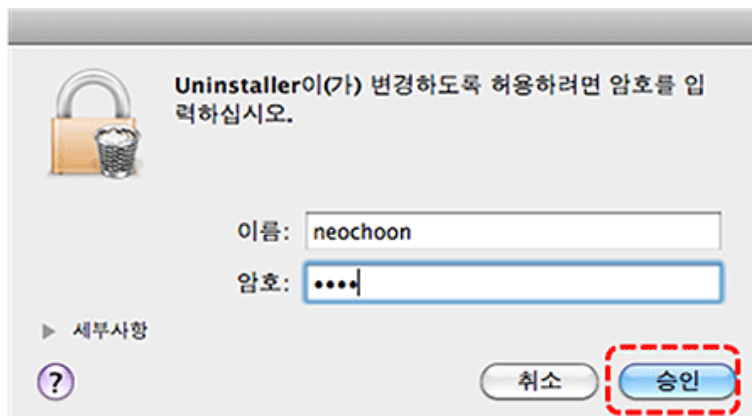 Uninstaller이(가) 변경하도록 허용하려면 암호를 입
력하십시오.
이름: neochoon
암호: ••••
▶ 세부사항
?
취소
승인